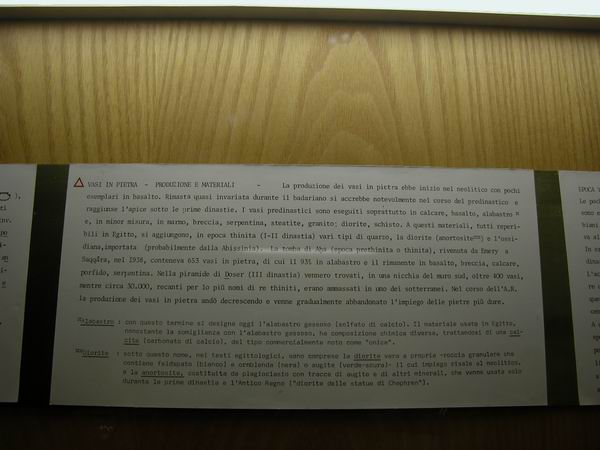 VASI IN PIETRA - PRODUZIONE E MATERIALI - La produzione dei vasi in pietra ebbe inizio nel neolitico con pochi
esemplari in basalto. Rimasta quasi invariata durante il badariano si accrebbe notevolmente nel corso del predinastico e
raggiunse l'apice sotto le prime dinastie. I vasi predinastici sono eseguiti soprattutto in calcare, basalto, alabastro
e, in minor misura, in marmo, breccia, serpentina, steatite, granito; diorite, schisto. A questi materiali, tutti reperi-
bili in Egitto, si aggiungono, in epoca thinita (I-II dinastia) vari tipi di quarzo, la diorite (anortosite) e l'ossi-
diana, importata (probabilmente dalla Abissinia). La tomba di Aha (epoca prothinita o thinita), rivenuta da Emery a
Saqqâra, nel 1938, conteneva 653 vasi in pietra, di cui il 93% in alabastro e il rimanente in basalto, breccia, calcare,
porfido, serpentina. Nella piramide di Doser (III dinastia) vennero trovati, in una nicchia del muro sud, oltre 400 vasi,
mentre circa 30.000, recanti per lo più nomi di re thiniti, erano ammassati in uno dei sotterranei. Nel corso dell'A.R.
la produzione dei vasi in pietra andò decrescendo e venne gradualmente abbandonato l'impiego delle pietre più dure.
Alabastro : con questo termine si designa oggi l'alabastro gessoso (solfato di calcio). Il materiale usato in Egitto,
nonostante la somiglianza con l'alabastro gessoso, ha composizione chimica diversa, trattandosi di una cal-
cite (carbonato di calcio), del tipo commercialmente noto come "onice".
Diorite : sotto questo nome, nei testi egittologici, vanno comprese la diorite vera e propria -roccia granulare che
contiene feldspato (bianco) e orneblenda (nera) o augite (verde-scura)- il cui impiego risale al neolitico,
e la anortosite, costituita da plagioclasio con tracce di augite e di altri minerali, che venne usata solo
durante le prime dinastie e l'Antico Regno ("diorite delle statue di Chephren").